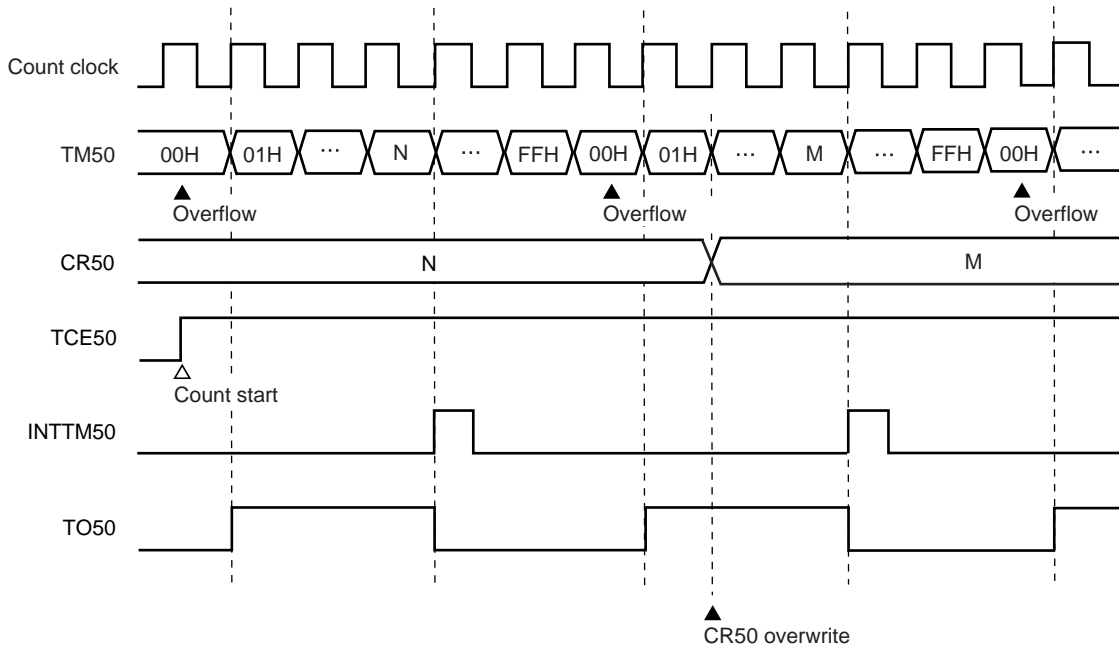 Count clock
TM50 00H 01H ... N ... FFH 00H 01H ... M ... FFH 00H ...
Overflow Overflow Overflow
CR50 N M
TCE50
Count start
INTTM50
TO50
CR50 overwrite